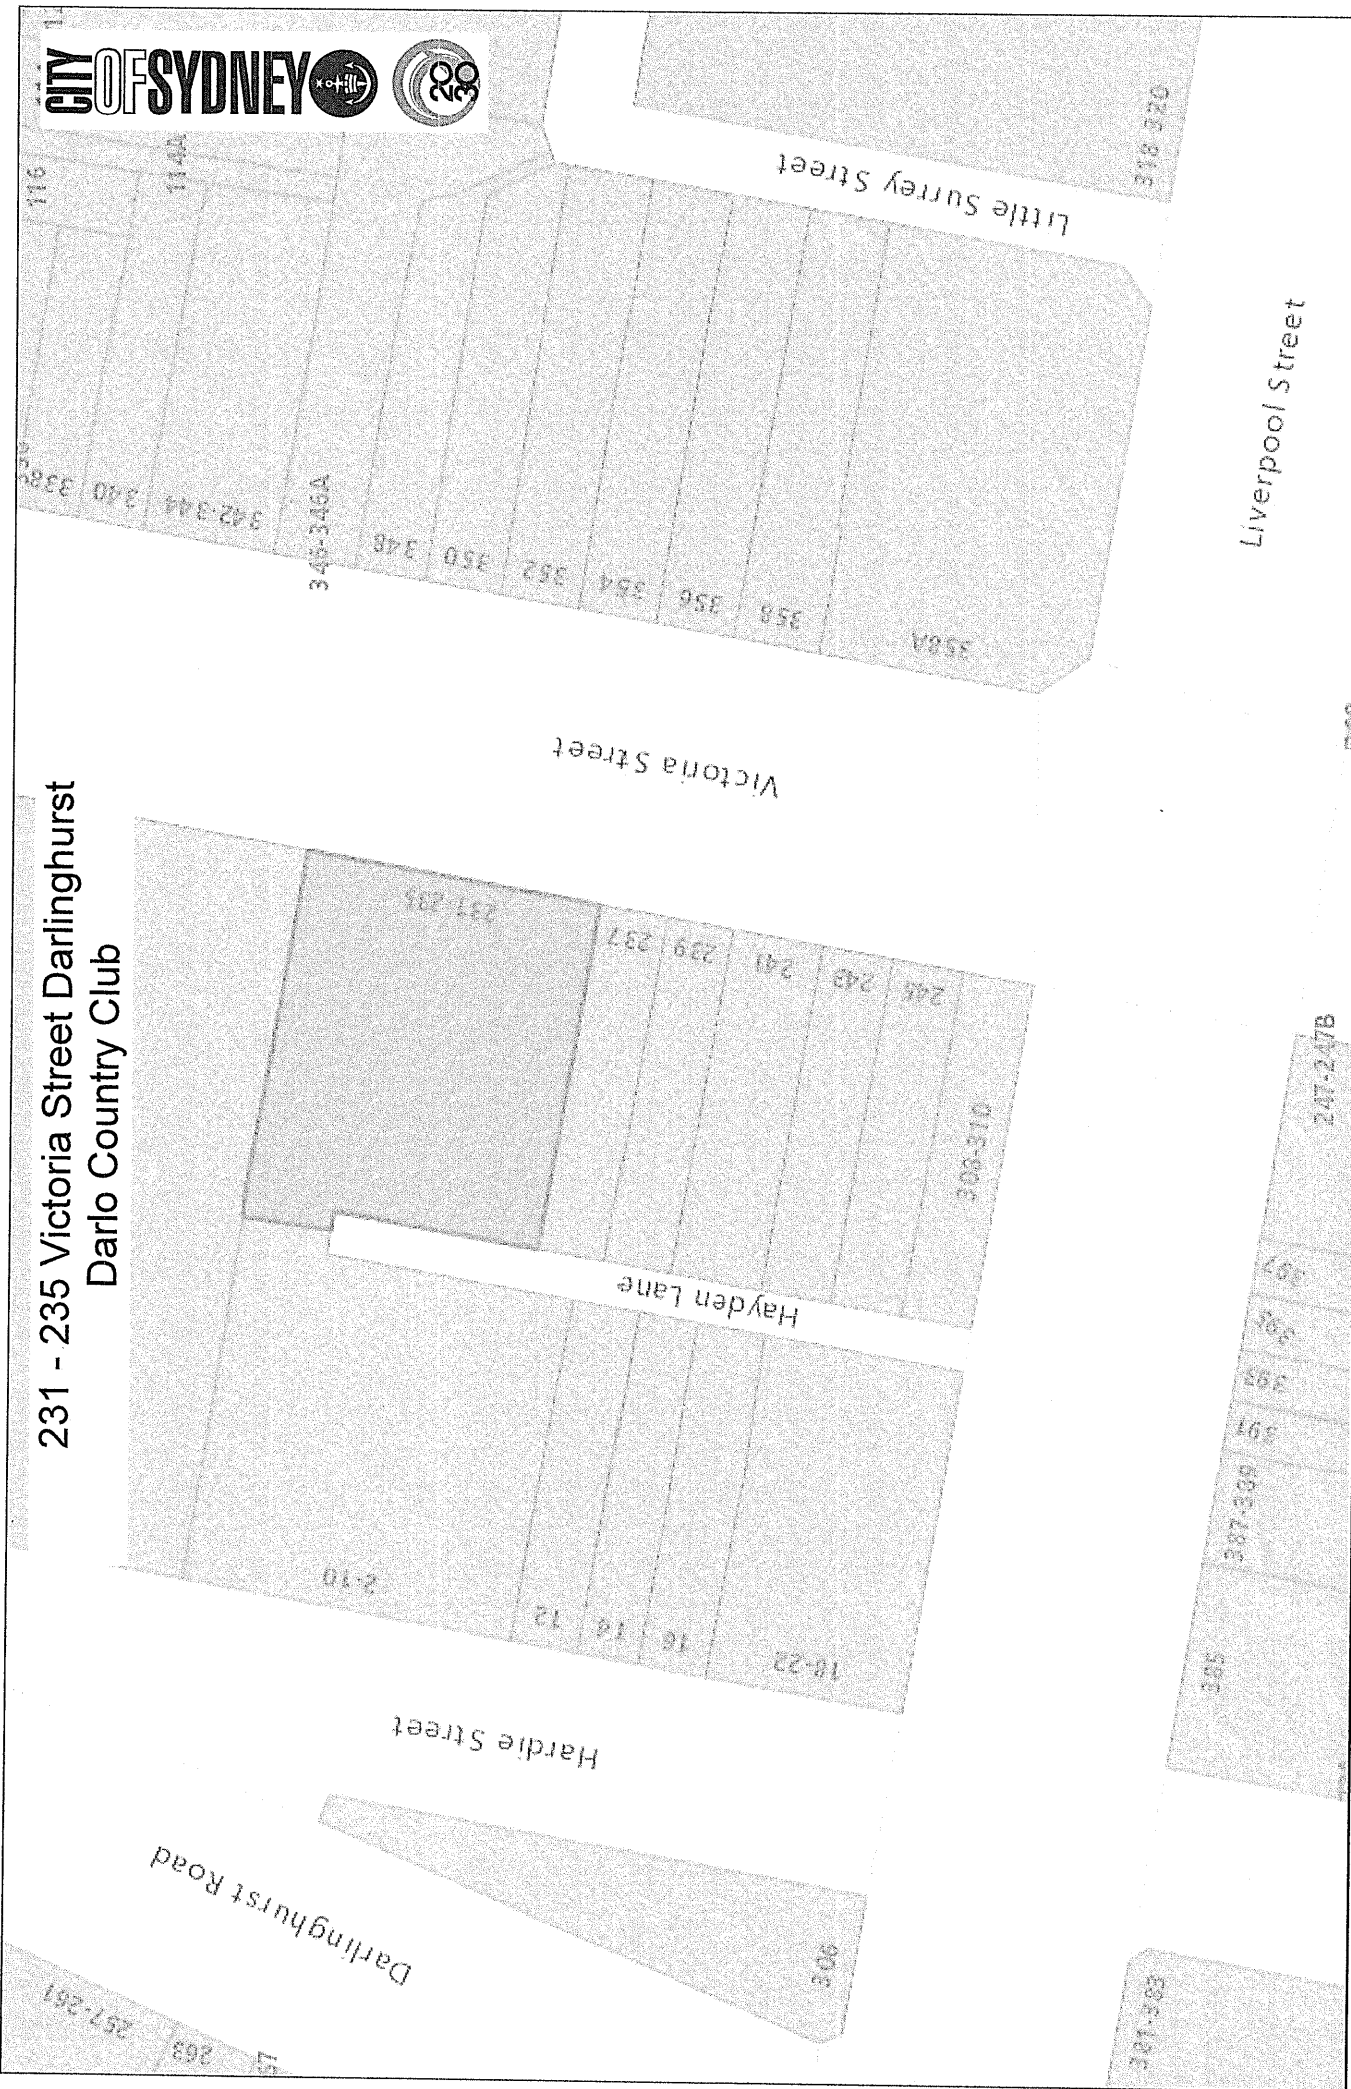 CITY OF SYDNEY
2030
231 - 235 Victoria Street Darlinghurst
Darlo Country Club
116
114A
338
340
342-344
346-346A
348
350
352
354
356
358
358A
Little Surrey Street
318-320
Liverpool Street
Victoria Street
231-235
237
239
241
243
245
308-310
Hayden Lane
247-247B
397
395
393
391
387-389
385
2-10
12
14
16
18-22
Hardie Street
Darlinghurst Road
306
257-261
263
381-383